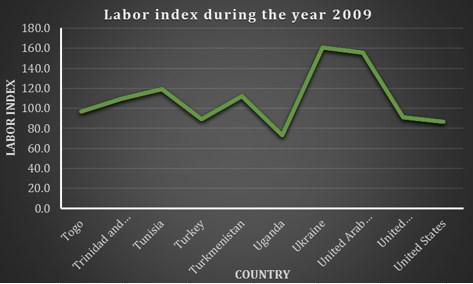 Labor index during the year 2009
LABOR INDEX
180.0
160.0
140.0
120.0
100.0
80.0
60.0
40.0
20.0
0.0
Togo
Trinidad and...
Tunisia
Turkey
Turkmenistan
Uganda
Ukraine
United Arab...
United...
United States
COUNTRY